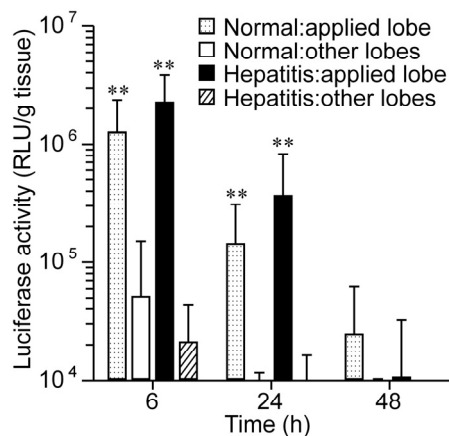 Normal:applied lobe
Normal:other lobes
Hepatitis:applied lobe
Hepatitis:other lobes
Luciferase activity (RLU/g tissue)
10⁷
10⁶
10⁵
10⁴
** **
** **
6 24 48
Time (h)